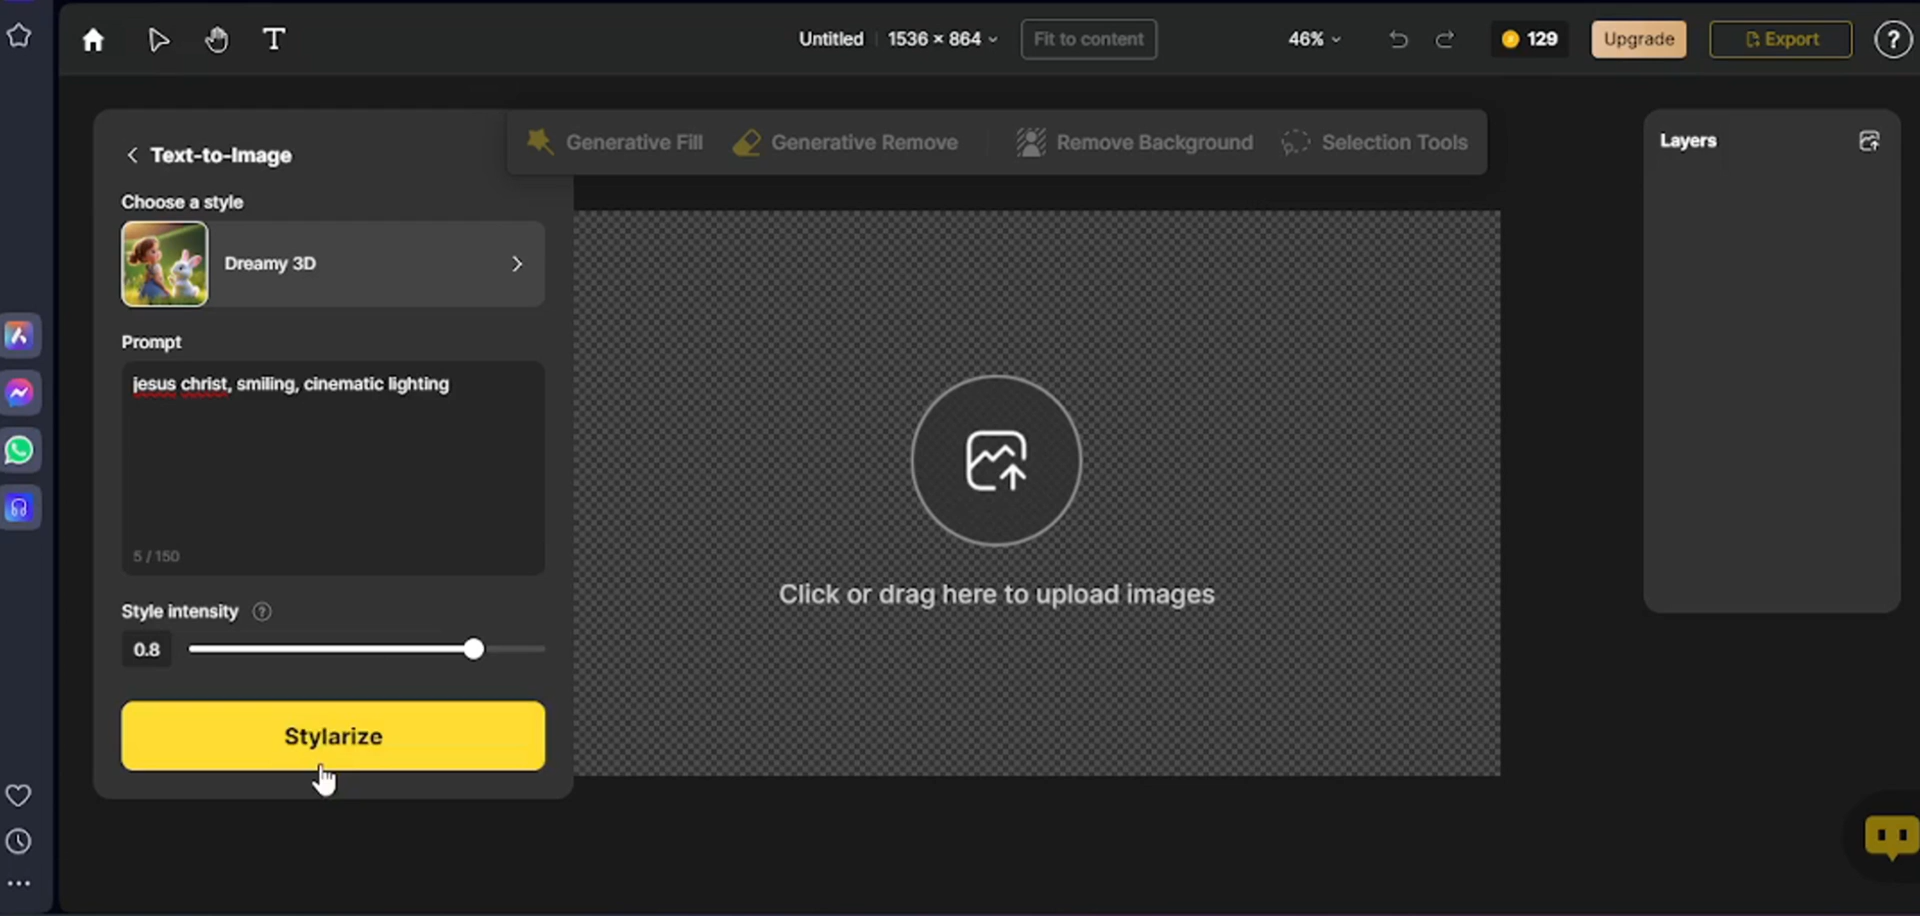 T
Untitled
1536 × 864
Fit to content
46%
129
Upgrade
Export
?
Text-to-Image
Generative Fill
Generative Remove
Remove Background
Selection Tools
Layers
Choose a style
Dreamy 3D
Prompt
jesus christ, smiling, cinematic lighting
5 / 150
Click or drag here to upload images
Style intensity ?
0.8
Stylarize